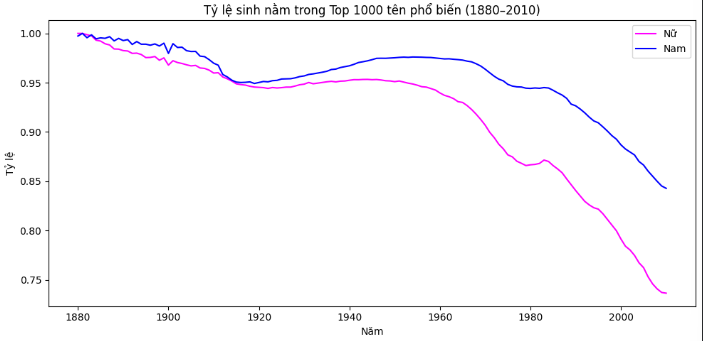 Tỷ lệ sinh nằm trong Top 1000 tên phổ biến (1880–2010)
Nữ
Nam
Tỷ lệ
1.00
0.95
0.90
0.85
0.80
0.75
1880
1900
1920
1940
1960
1980
2000
Năm